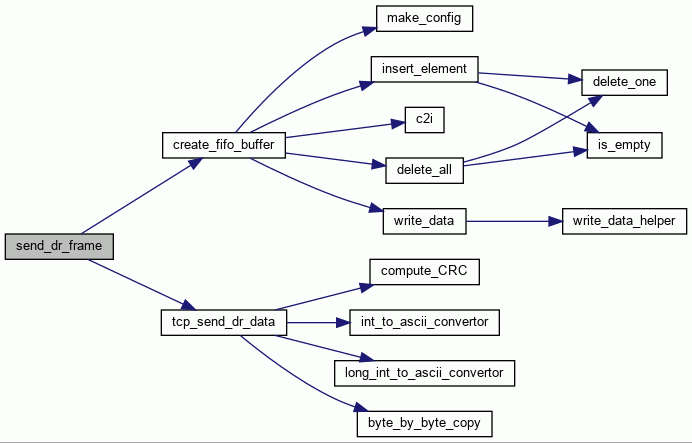 make_config
insert_element
delete_one
c2i
create_fifo_buffer
is_empty
delete_all
write_data
write_data_helper
send_dr_frame
compute_CRC
tcp_send_dr_data
int_to_ascii_convertor
long_int_to_ascii_convertor
byte_by_byte_copy